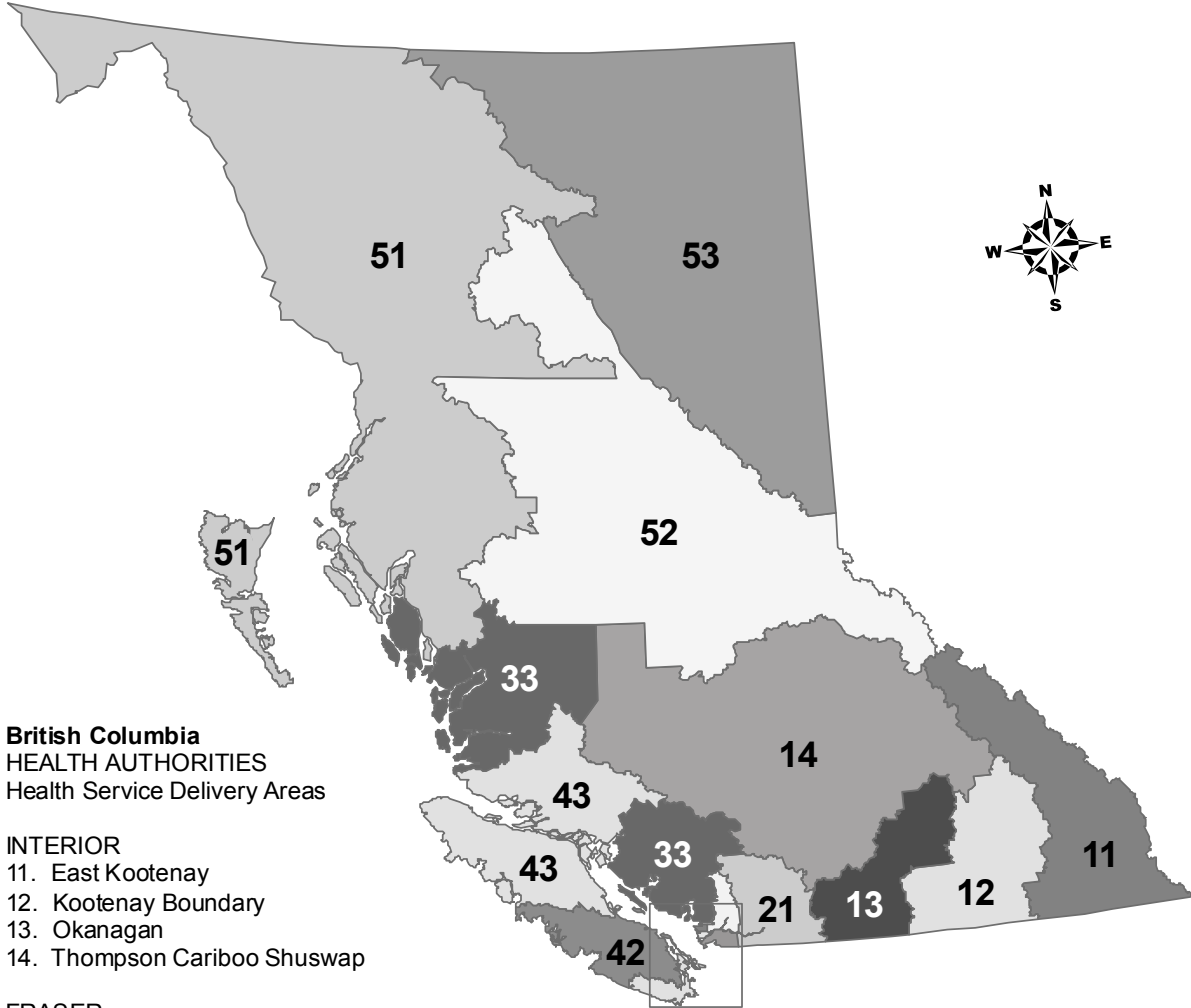 N
W E
S
51
53
51
52
33
14
43
33
43
11
12
13
21
42
British Columbia
HEALTH AUTHORITIES
Health Service Delivery Areas
INTERIOR
11. East Kootenay
12. Kootenay Boundary
13. Okanagan
14. Thompson Cariboo Shuswap
FRASER